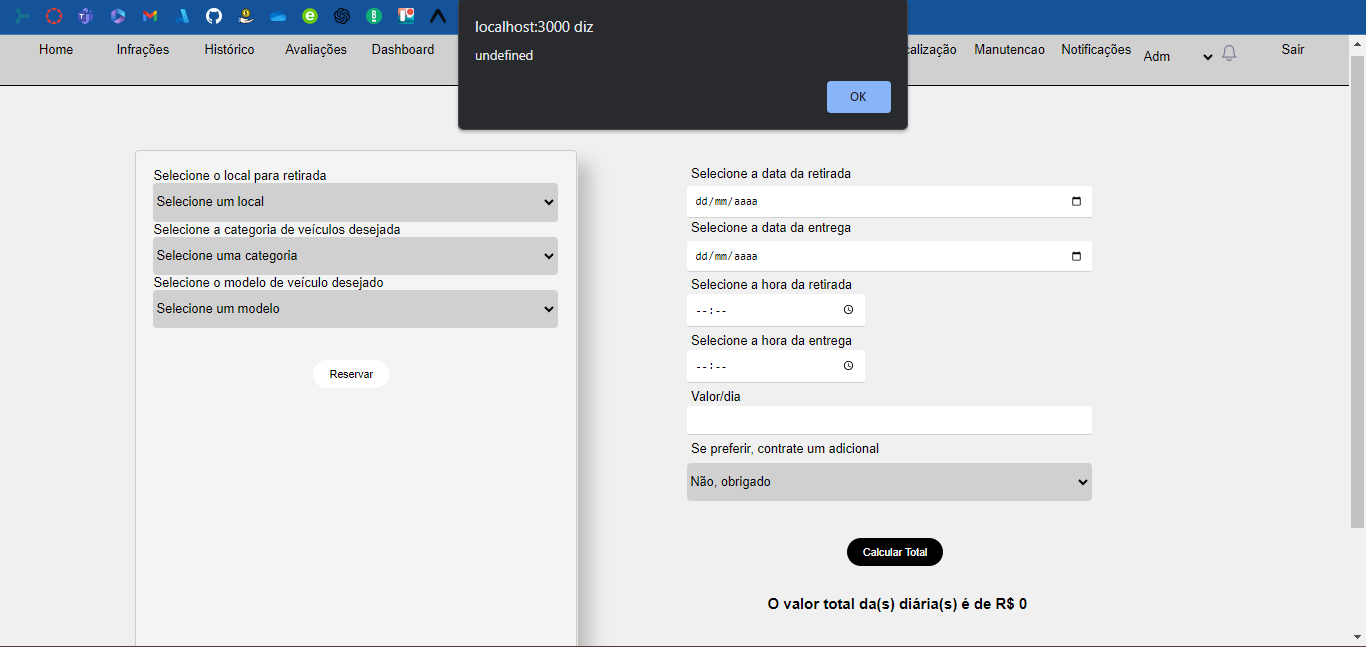 localhost:3000 diz
undefined
OK
Home
Infrações
Histórico
Avaliações
Dashboard
calização
Manutencao
Notificações
Adm
Sair
Selecione o local para retirada
Selecione um local
Selecione a categoria de veículos desejada
Selecione uma categoria
Selecione o modelo de veículo desejado
Selecione um modelo
Reservar
Selecione a data da retirada
dd/mm/aaaa
Selecione a data da entrega
dd/mm/aaaa
Selecione a hora da retirada
--:--
Selecione a hora da entrega
--:--
Valor/dia
Se preferir, contrate um adicional
Não, obrigado
Calcular Total
O valor total da(s) diária(s) é de R$ 0